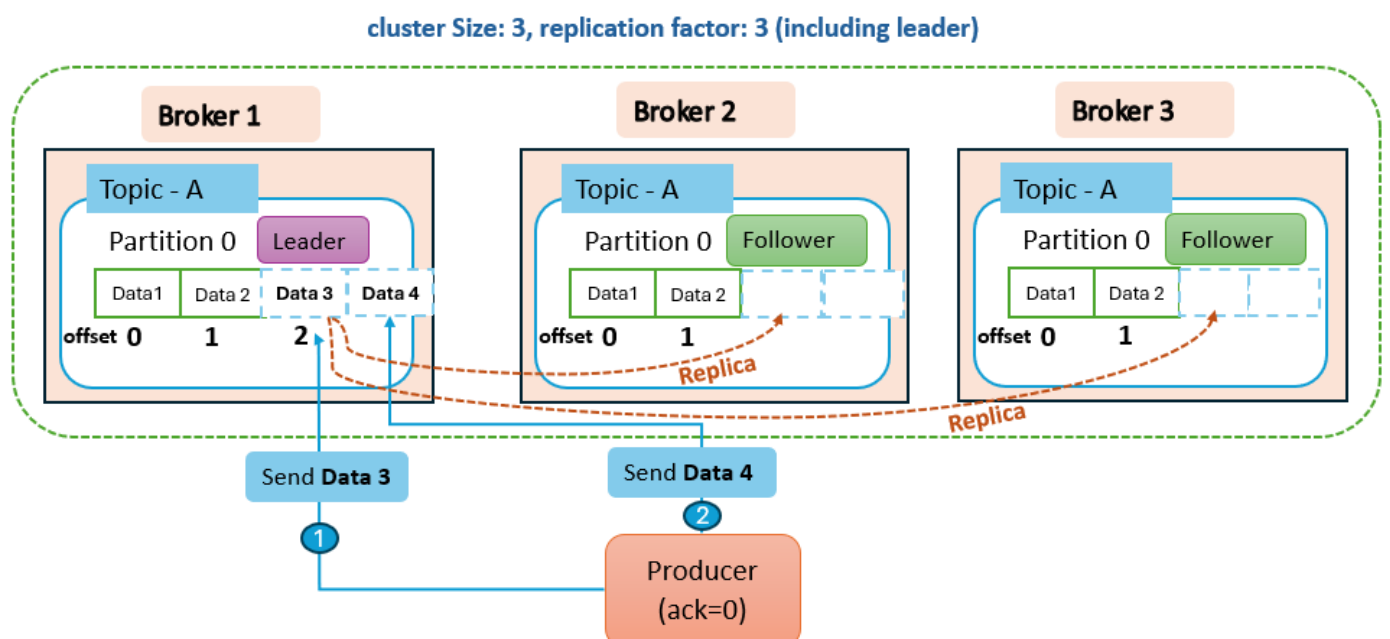 cluster Size: 3, replication factor: 3 (including leader)
Broker 1
Topic - A
Partition 0
Leader
Data1
Data 2
Data 3
Data 4
offset 0 1 2
Broker 2
Topic - A
Partition 0
Follower
Data1
Data 2
offset 0 1
Broker 3
Topic - A
Partition 0
Follower
Data1
Data 2
offset 0 1
Replica
Replica
Send Data 3
Send Data 4
1
2
Producer
(ack=0)